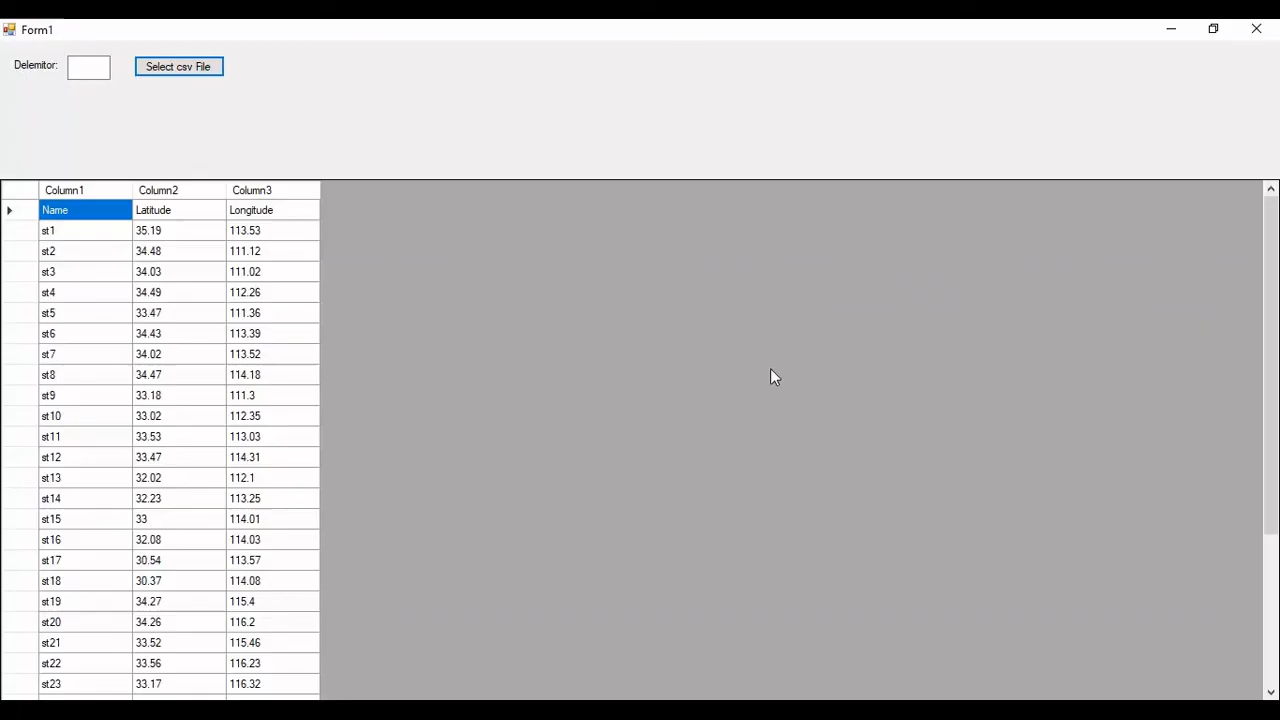 Form1
Delemitor: Select csv File
Column1 Column2 Column3
Name Latitude Longitude
st1 35.19 113.53
st2 34.48 111.12
st3 34.03 111.02
st4 34.49 112.26
st5 33.47 111.36
st6 34.43 113.39
st7 34.02 113.52
st8 34.47 114.18
st9 33.18 111.3
st10 33.02 112.35
st11 33.53 113.03
st12 33.47 114.31
st13 32.02 112.1
st14 32.23 113.25
st15 33 114.01
st16 32.08 114.03
st17 30.54 113.57
st18 30.37 114.08
st19 34.27 115.4
st20 34.26 116.2
st21 33.52 115.46
st22 33.56 116.23
st23 33.17 116.32